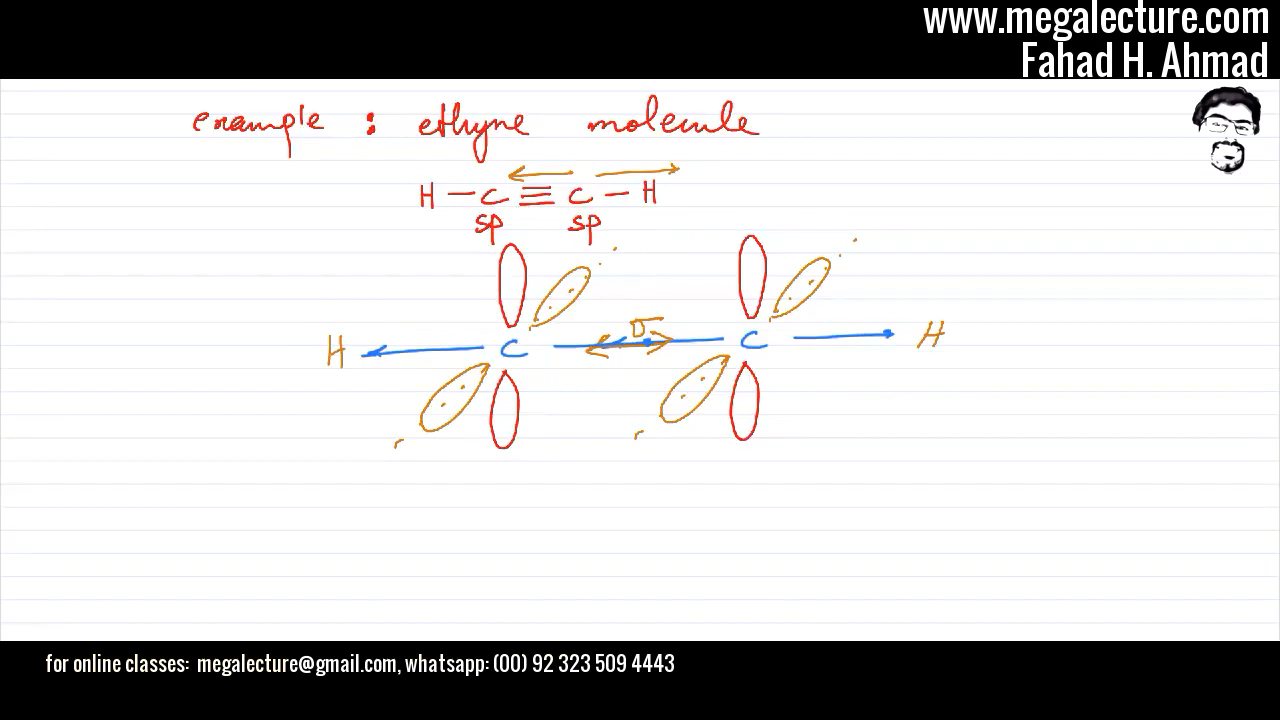 www.megalecture.com
Fahad H. Ahmad
example : ethyne molecule
H – C ≡ C – H
sp sp
σ
H C C H
for online classes: megalecture@gmail.com, whatsapp: (00) 92 323 509 4443